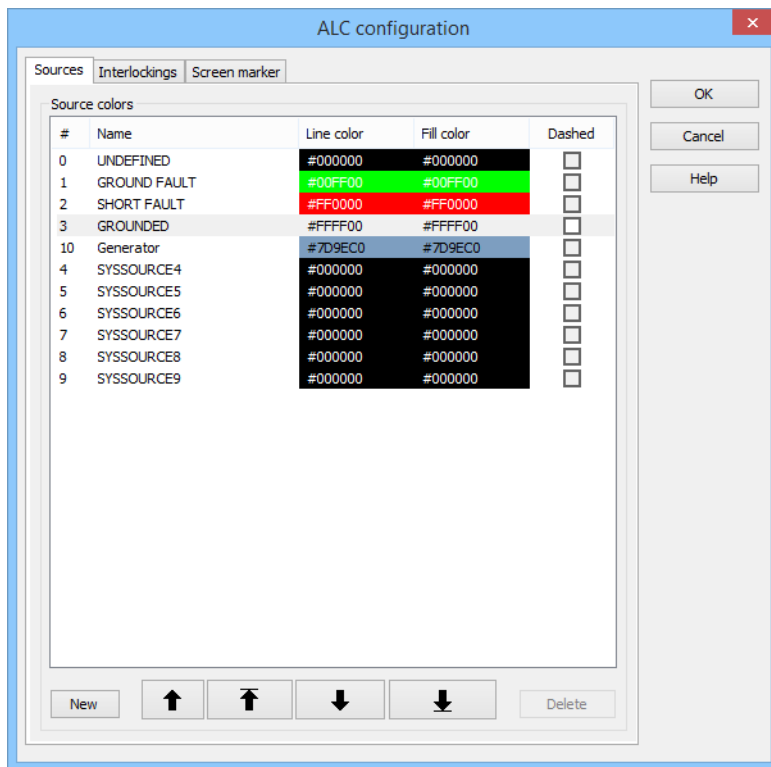 ALC configuration
Sources Interlockings Screen marker
OK
Cancel
Help
Source colors
# Name Line color Fill color Dashed
0 UNDEFINED #000000 #000000
1 GROUND FAULT #00FF00 #00FF00
2 SHORT FAULT #FF0000 #FF0000
3 GROUNDED #FFFF00 #FFFF00
10 Generator #7D9EC0 #7D9EC0
4 SYSSOURCE4 #000000 #000000
5 SYSSOURCE5 #000000 #000000
6 SYSSOURCE6 #000000 #000000
7 SYSSOURCE7 #000000 #000000
8 SYSSOURCE8 #000000 #000000
9 SYSSOURCE9 #000000 #000000
New Delete